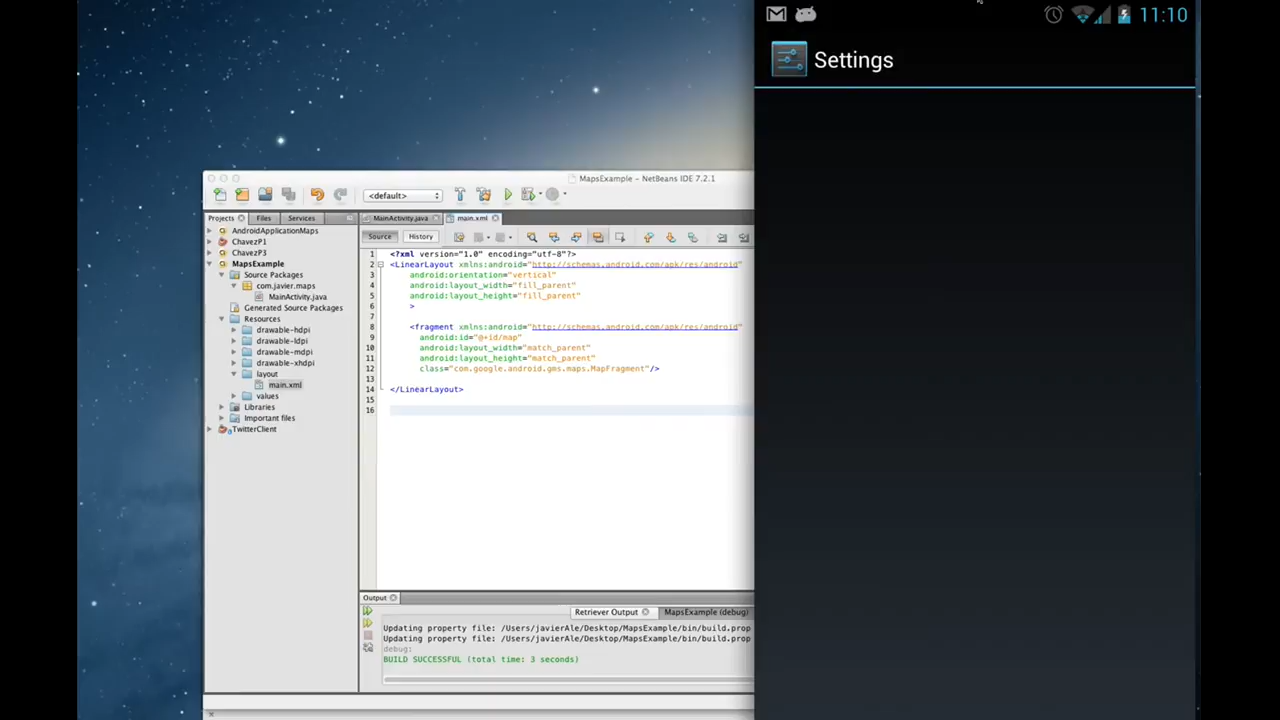 11:10
Settings
MapsExample – NetBeans IDE 7.2.1
<default>
Projects Files Services
MainActivity.java main.xml
Source History
AndroidApplicationMaps
ChavezP1
ChavezP3
MapsExample
Source Packages
com.javier.maps
MainActivity.java
Generated Source Packages
Resources
drawable-hdpi
drawable-ldpi
drawable-mdpi
drawable-xhdpi
layout
main.xml
values
Libraries
Important files
TwitterClient
1 <?xml version="1.0" encoding="utf-8"?>
2 <LinearLayout xmlns:android="http://schemas.android.com/apk/res/android"
3 android:orientation="vertical"
4 android:layout_width="fill_parent"
5 android:layout_height="fill_parent"
6 >
7
8 <fragment xmlns:android="http://schemas.android.com/apk/res/android"
9 android:id="@+id/map"
10 android:layout_width="match_parent"
11 android:layout_height="match_parent"
12 class="com.google.android.gms.maps.MapFragment"/>
13
14 </LinearLayout>
15
16
Output
Retriever Output MapsExample (debug)
Updating property file: /Users/javierAle/Desktop/MapsExample/bin/build.prop
Updating property file: /Users/javierAle/Desktop/MapsExample/bin/build.prop
debug:
BUILD SUCCESSFUL (total time: 3 seconds)